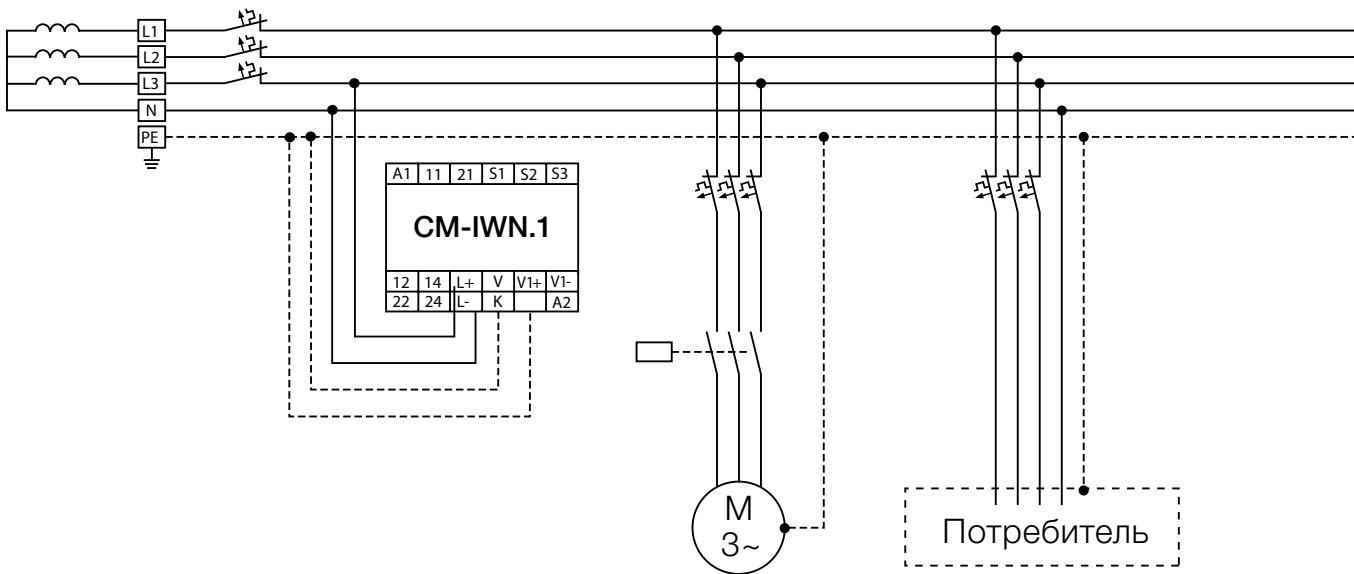 L1
L2
L3
N
PE
A1 11 21 S1 S2 S3
CM-IWN.1
12 14 L+ V V1+ V1-
22 24 L- K A2
M
3~
Потребитель